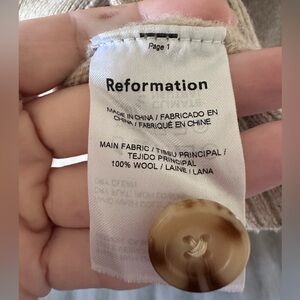 Page 1
Reformation
MADE IN CHINA / FABRICADO EN
CHINA / FABRIQUÉ EN CHINE
MAIN FABRIC / TISSU PRINCIPAL /
TEJIDO PRINCIPAL /
100% WOOL / LAINE / LANA